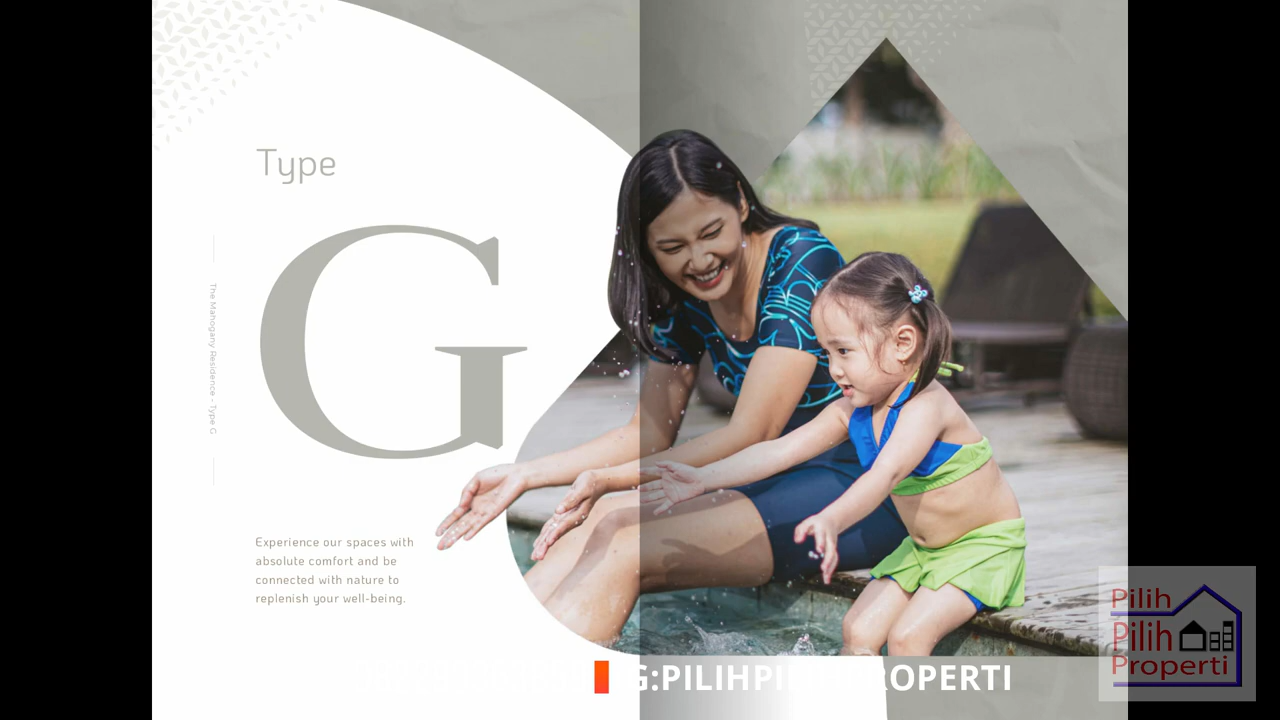 Type
G
The Mahogany Residence - Type G
Experience our spaces with
absolute comfort and be
connected with nature to
replenish your well-being.
G:PILIHPILIHPROPERTI
Pilih
Pilih
Properti